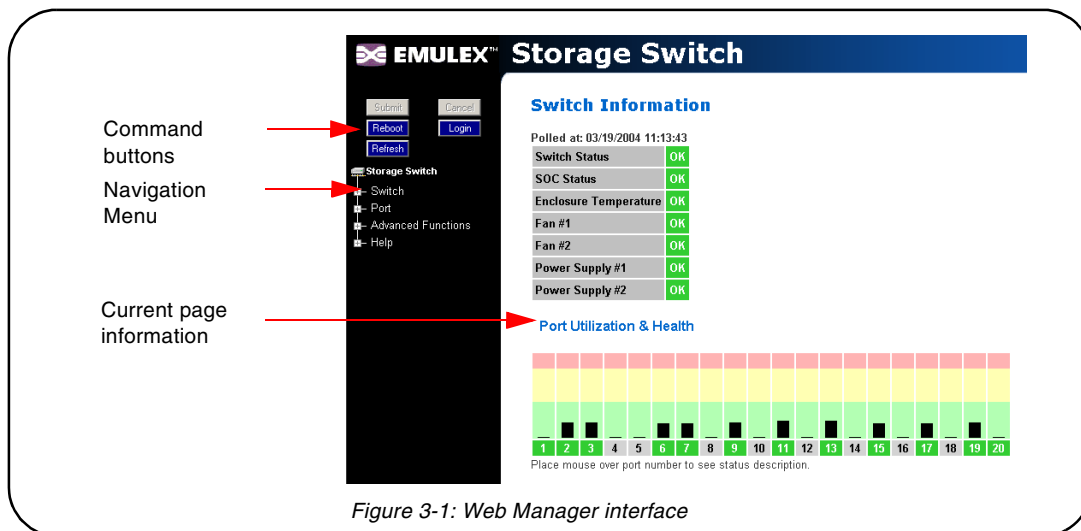 EMULEX™ Storage Switch
Submit Cancel
Reboot Login
Refresh
Storage Switch
Switch
Port
Advanced Functions
Help
Command
buttons
Navigation
Menu
Current page
information
Switch Information
Polled at: 03/19/2004 11:13:43
Switch Status OK
SOC Status OK
Enclosure Temperature OK
Fan #1 OK
Fan #2 OK
Power Supply #1 OK
Power Supply #2 OK
Port Utilization & Health
1 2 3 4 5 6 7 8 9 10 11 12 13 14 15 16 17 18 19 20
Place mouse over port number to see status description.
Figure 3-1: Web Manager interface